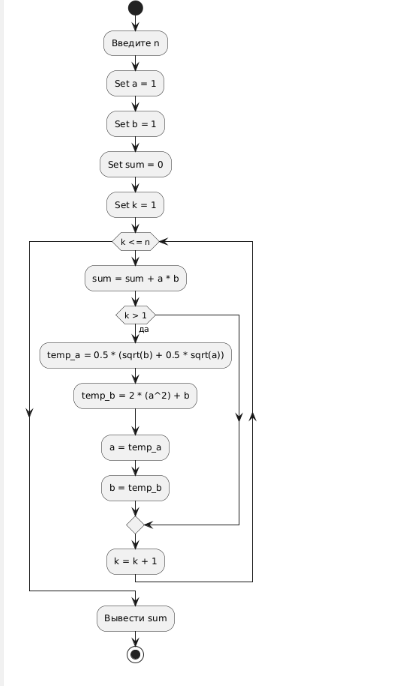 Введите n
Set a = 1
Set b = 1
Set sum = 0
Set k = 1
k <= n
sum = sum + a * b
k > 1
да
temp_a = 0.5 * (sqrt(b) + 0.5 * sqrt(a))
temp_b = 2 * (a^2) + b
a = temp_a
b = temp_b
k = k + 1
Вывести sum